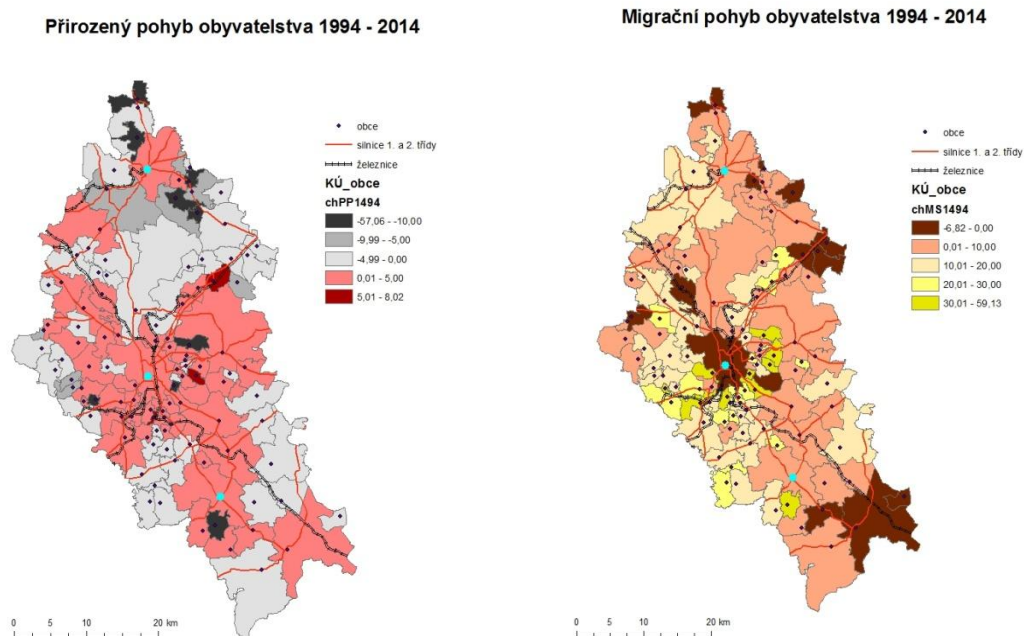 Přirozený pohyb obyvatelstva 1994 - 2014
obce
silnice 1. a 2. třídy
železnice
KÚ_obce
chPP1494
-57,06 - -10,00
-9,99 - -5,00
-4,99 - 0,00
0,01 - 5,00
5,01 - 8,02
0 5 10 20 km
Migrační pohyb obyvatelstva 1994 - 2014
obce
silnice 1. a 2. třídy
železnice
KÚ_obce
chMS1494
-6,82 - 0,00
0,01 - 10,00
10,01 - 20,00
20,01 - 30,00
30,01 - 59,13
0 5 10 20 km